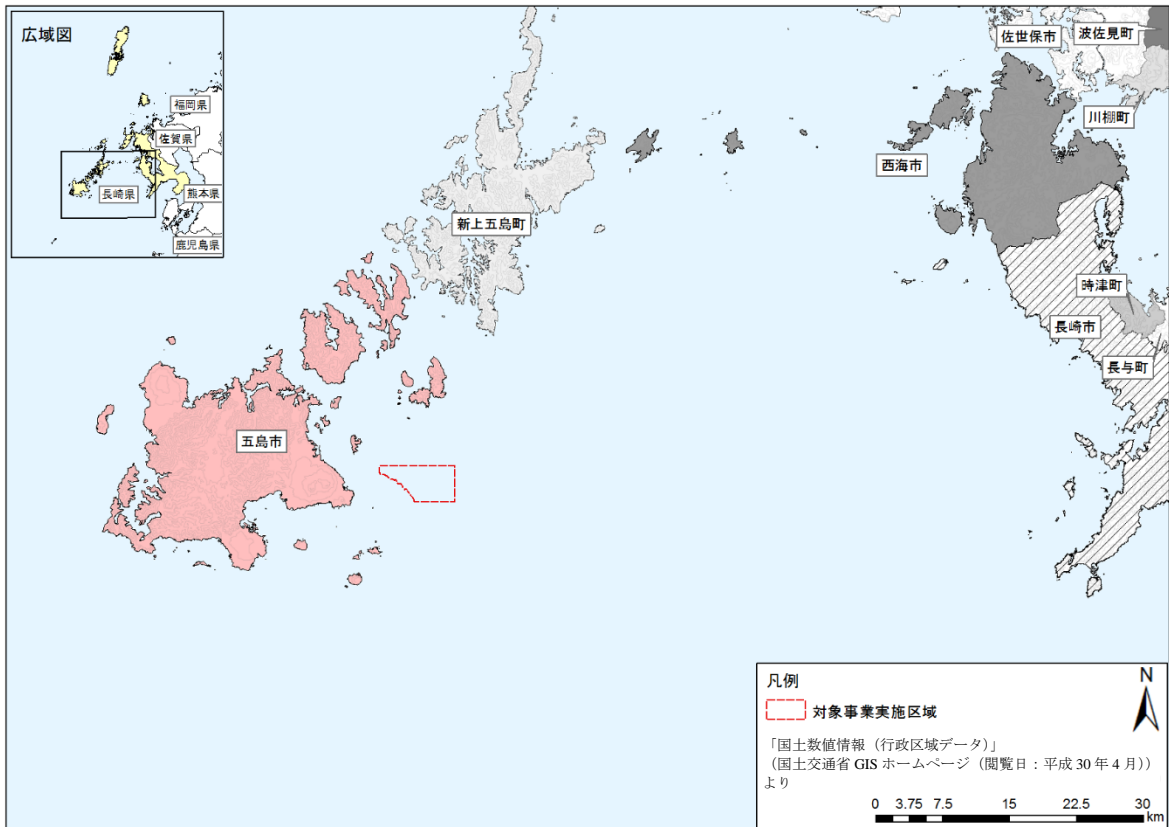 広域図
福岡県
佐賀県
長崎県
熊本県
鹿児島県
佐世保市
波佐見町
川棚町
西海市
新上五島町
時津町
長崎市
長与町
五島市
凡例
N
対象事業実施区域
「国土数値情報（行政区域データ）」
（国土交通省 GIS ホームページ（閲覧日：平成 30 年 4 月））
より
0 3.75 7.5 15 22.5 30
km